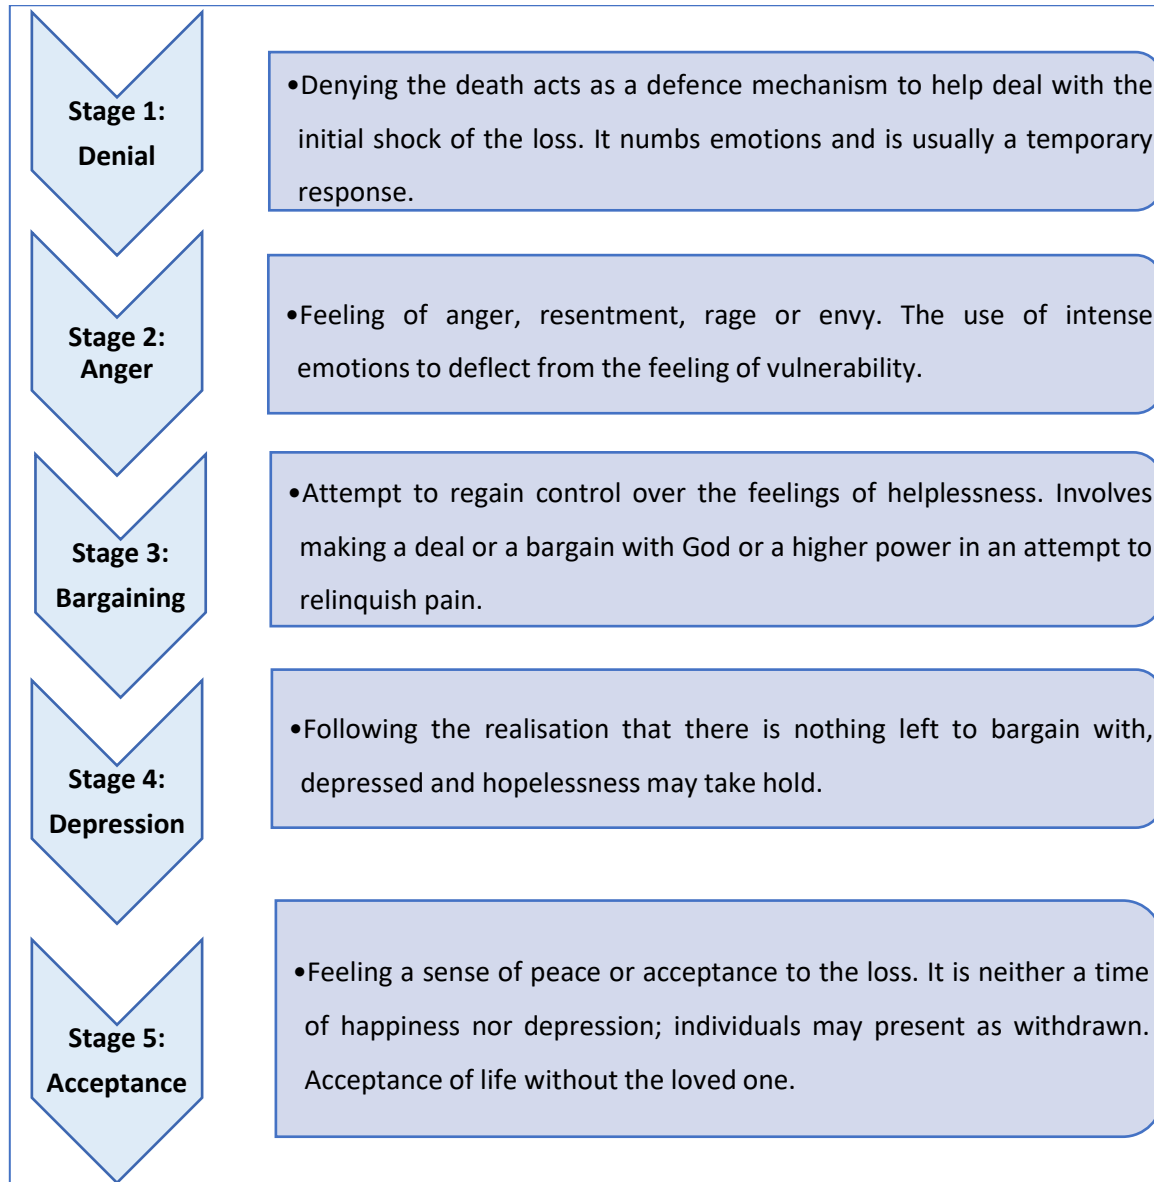 Stage 1:
Denial
•Denying the death acts as a defence mechanism to help deal with the
initial shock of the loss. It numbs emotions and is usually a temporary
response.
Stage 2:
Anger
•Feeling of anger, resentment, rage or envy. The use of intense
emotions to deflect from the feeling of vulnerability.
Stage 3:
Bargaining
•Attempt to regain control over the feelings of helplessness. Involves
making a deal or a bargain with God or a higher power in an attempt to
relinquish pain.
Stage 4:
Depression
•Following the realisation that there is nothing left to bargain with,
depressed and hopelessness may take hold.
Stage 5:
Acceptance
•Feeling a sense of peace or acceptance to the loss. It is neither a time
of happiness nor depression; individuals may present as withdrawn.
Acceptance of life without the loved one.